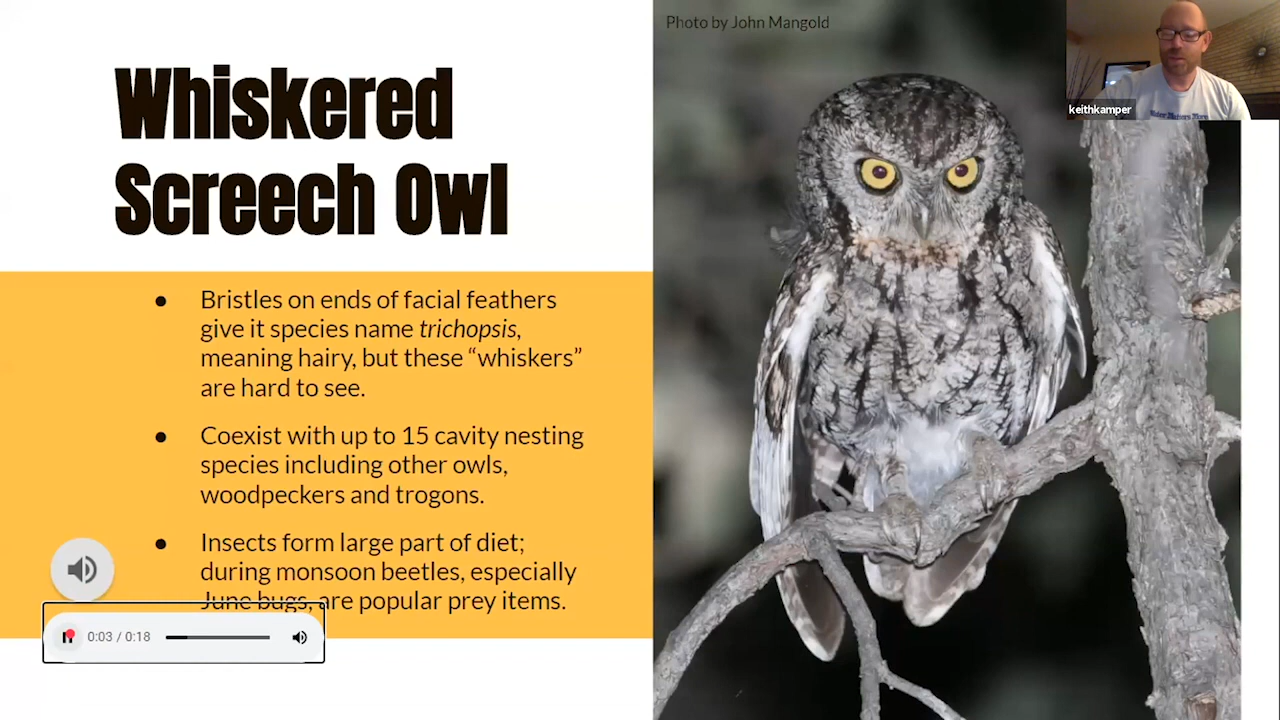 Photo by John Mangold
keithkamper
Whiskered
Screech Owl
● Bristles on ends of facial feathers
give it species name trichopsis,
meaning hairy, but these “whiskers”
are hard to see.
● Coexist with up to 15 cavity nesting
species including other owls,
woodpeckers and trogons.
● Insects form large part of diet;
during monsoon beetles, especially
June bugs, are popular prey items.
0:03 / 0:18